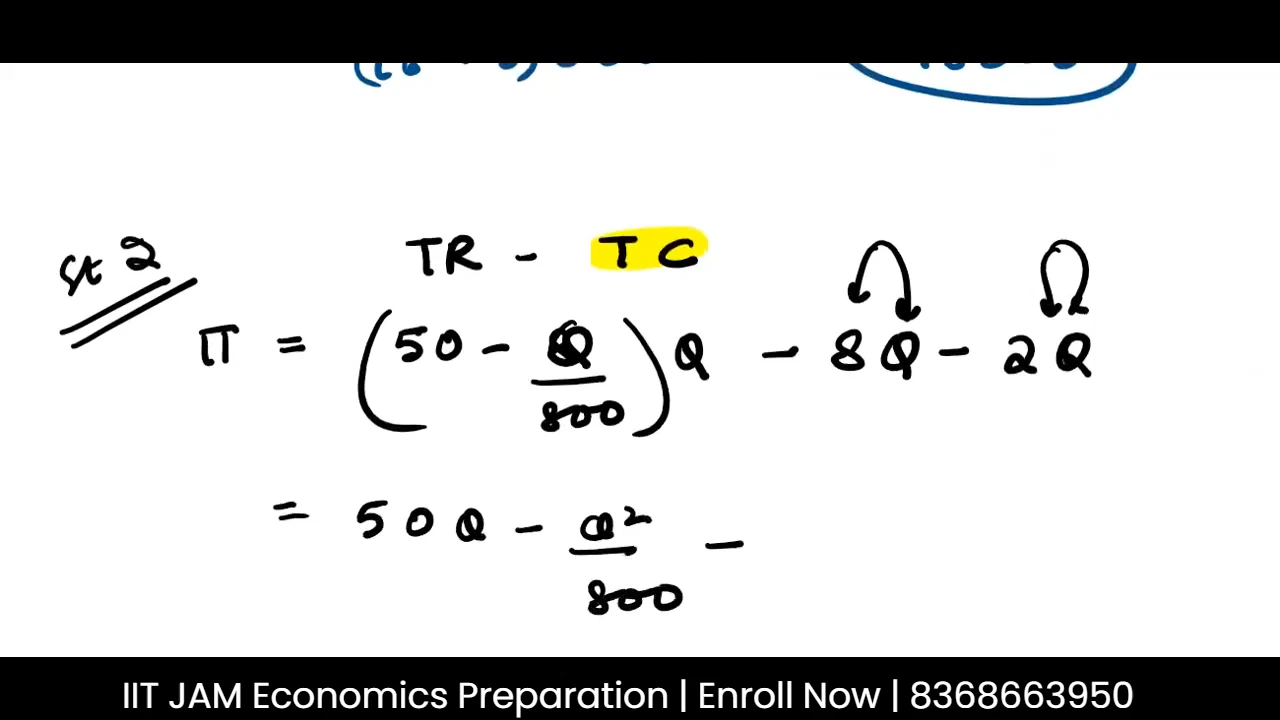 St 2
TR - TC
π = (50 - Q/800) Q - 8Q - 2Q
= 50Q - Q²/800 -
IIT JAM Economics Preparation | Enroll Now | 8368663950